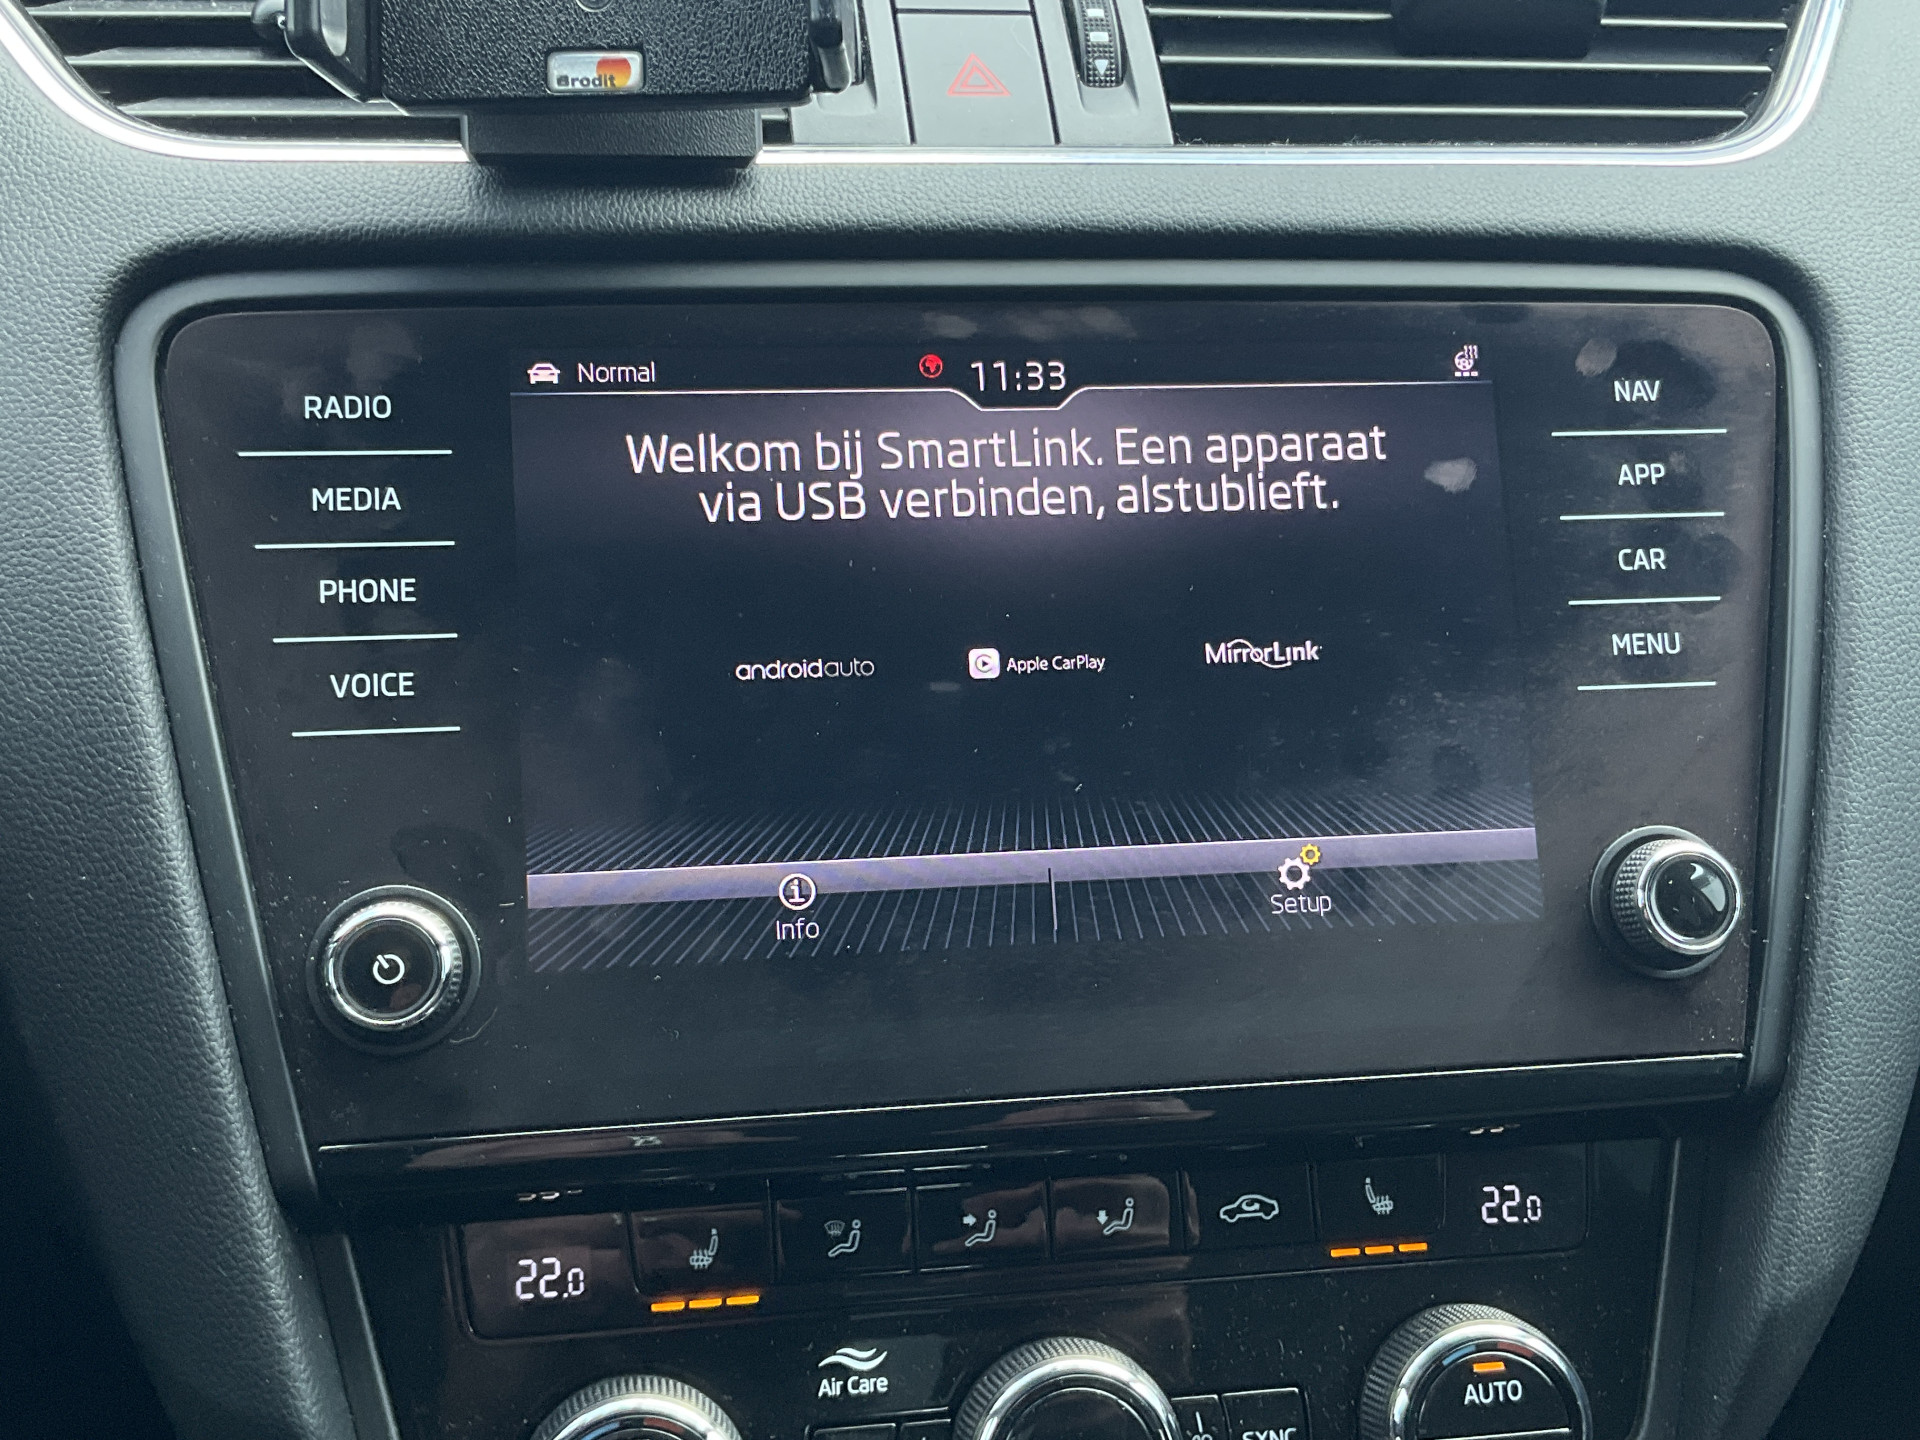 Brodit
Normal
11:33
RADIO
MEDIA
PHONE
VOICE
Welkom bij SmartLink. Een apparaat
via USB verbinden, alstublieft.
androidauto
Apple CarPlay
MirrorLink
Info
Setup
NAV
APP
CAR
MENU
22.0
22.0
Air Care
SYNC
AUTO